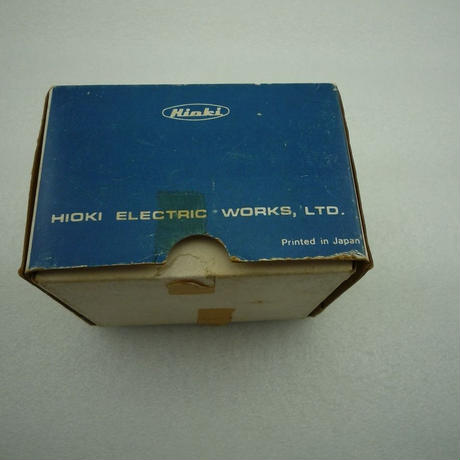 Hioki
HIOKI ELECTRIC WORKS, LTD.
Printed in Japan